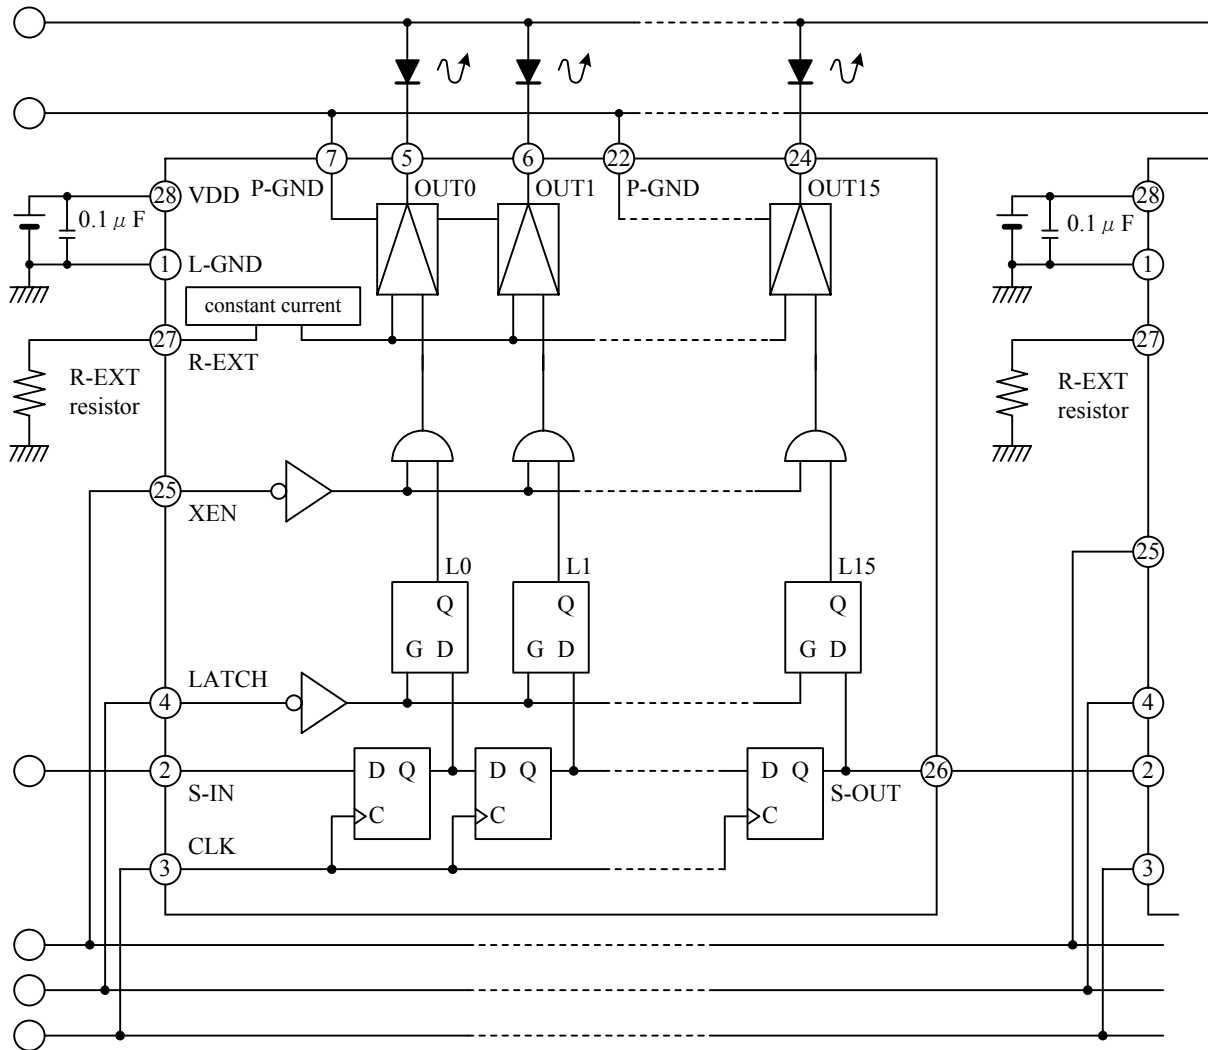 7 5 6 22 24
P-GND OUT0 OUT1 P-GND OUT15
28 VDD 28
0.1 μ F 0.1 μ F
1 L-GND 1
constant current
27 27
R-EXT
R-EXT R-EXT
resistor resistor
25
XEN
25
L0 L1 L15
Q Q Q
G D G D G D
LATCH
4 4
2 D Q D Q D Q 26 2
S-IN S-OUT
C C C
CLK
3 3